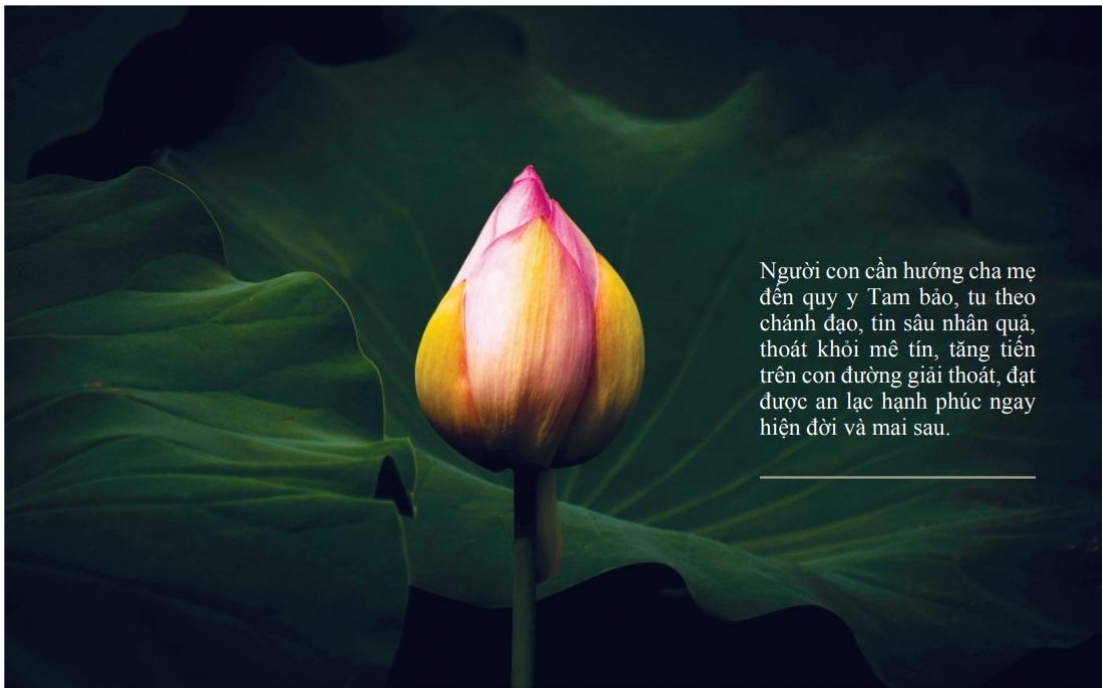 Người con cần hướng cha mẹ
đến quy y Tam bảo, tu theo
chánh đạo, tin sâu nhân quả,
thoát khỏi mê tín, tăng tiến
trên con đường giải thoát, đạt
được an lạc hạnh phúc ngay
hiện đời và mai sau.